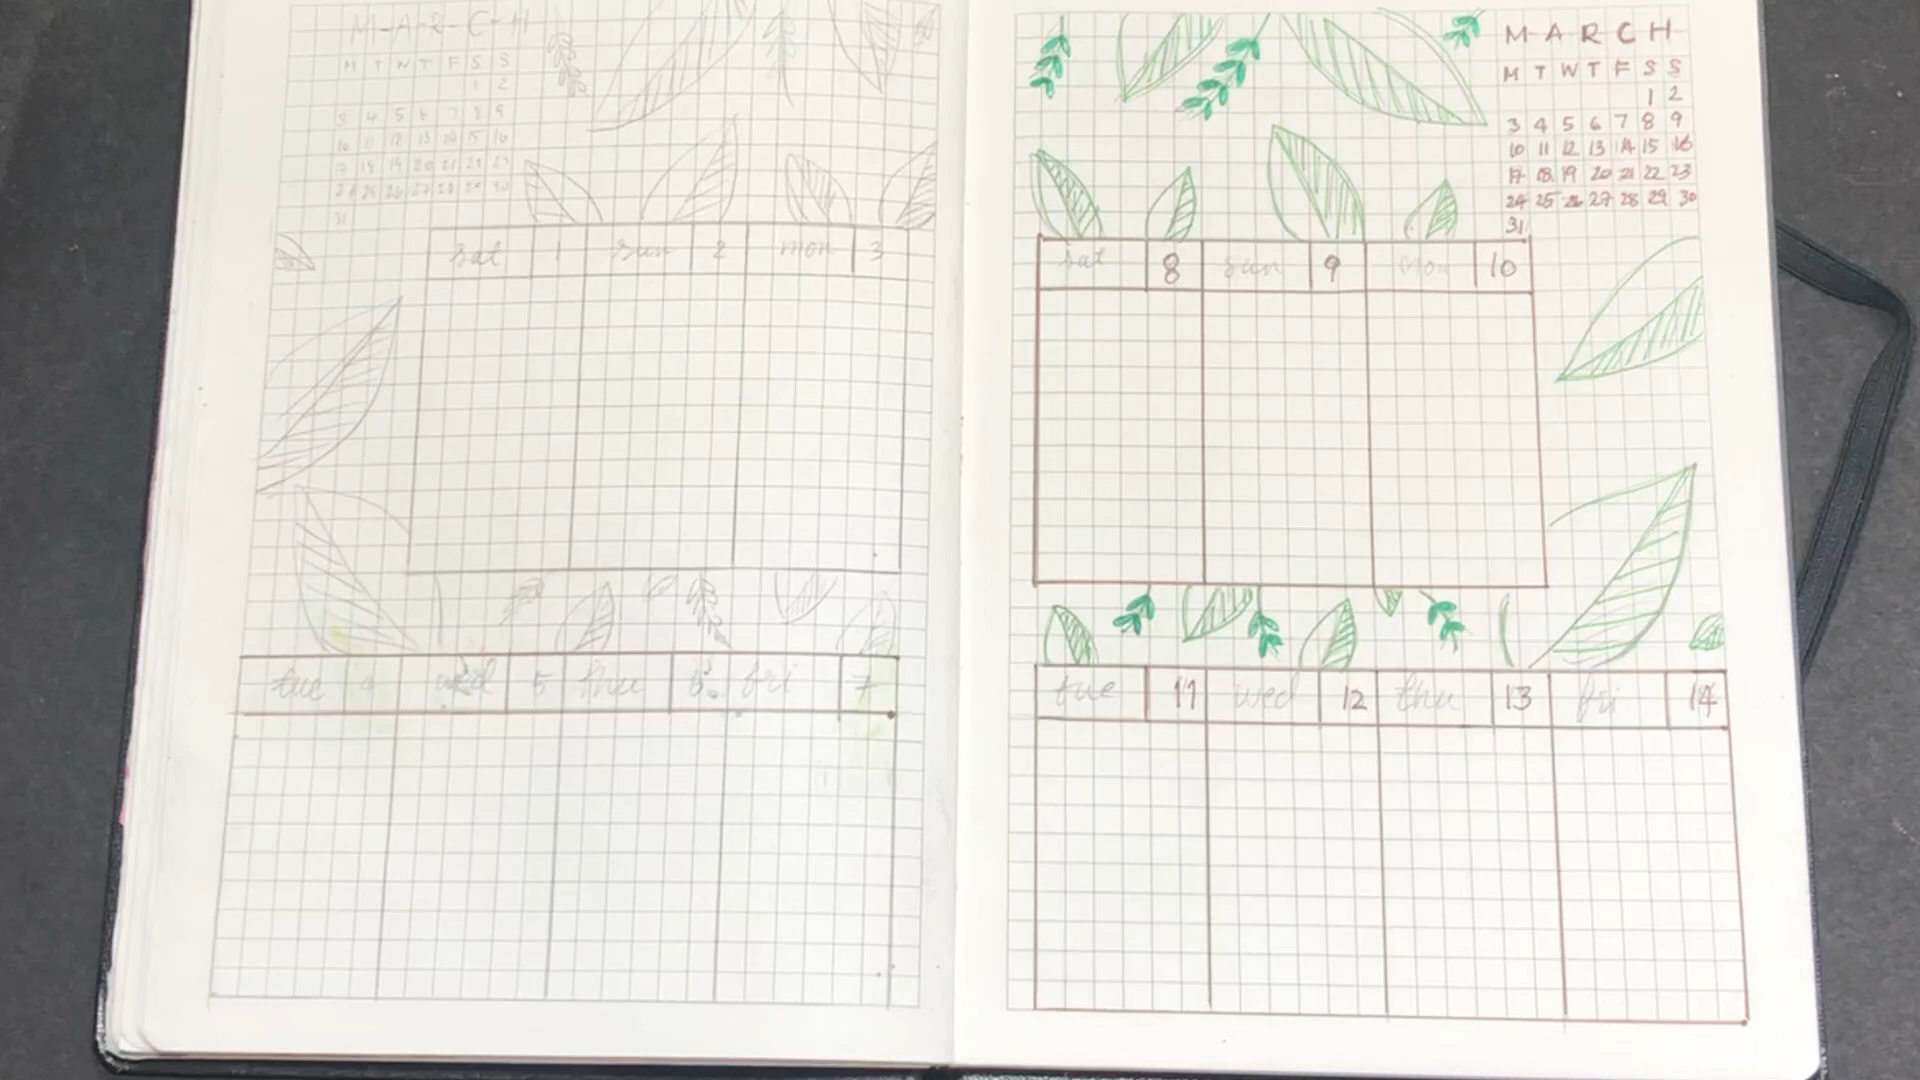 M-A-R-C-H
M T W T F S S
1 2
3 4 5 6 7 8 9
10 11 12 13 14 15 16
17 18 19 20 21 22 23
24 25 26 27 28 29 30
31
sat 1 sun 2 mon 3
tue wed 5 thu 6 fri 7
M-A-R-C-H
M T W T F S S
1 2
3 4 5 6 7 8 9
10 11 12 13 14 15 16
17 18 19 20 21 22 23
24 25 26 27 28 29 30
31
sat 8 sun 9 mon 10
tue 11 wed 12 thu 13 fri 14